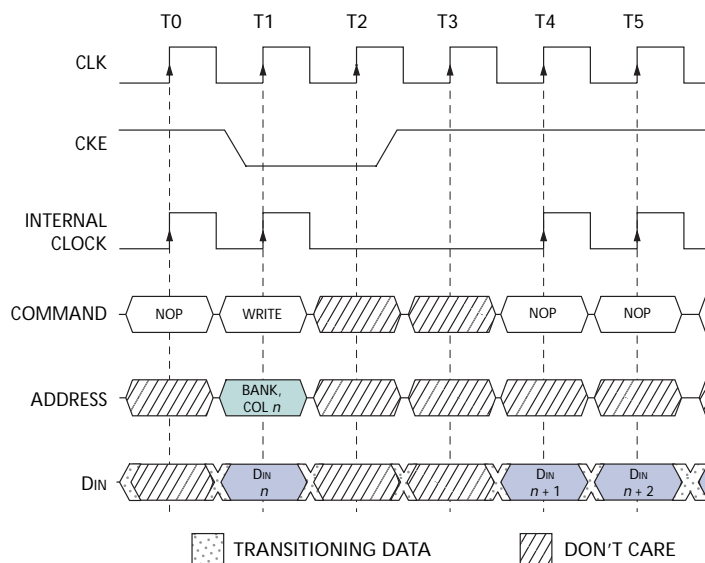 T0 T1 T2 T3 T4 T5
CLK
CKE
INTERNAL
CLOCK
COMMAND NOP WRITE NOP NOP
ADDRESS BANK,
COL n
DIN DIN
n DIN
n + 1 DIN
n + 2
TRANSITIONING DATA DON'T CARE